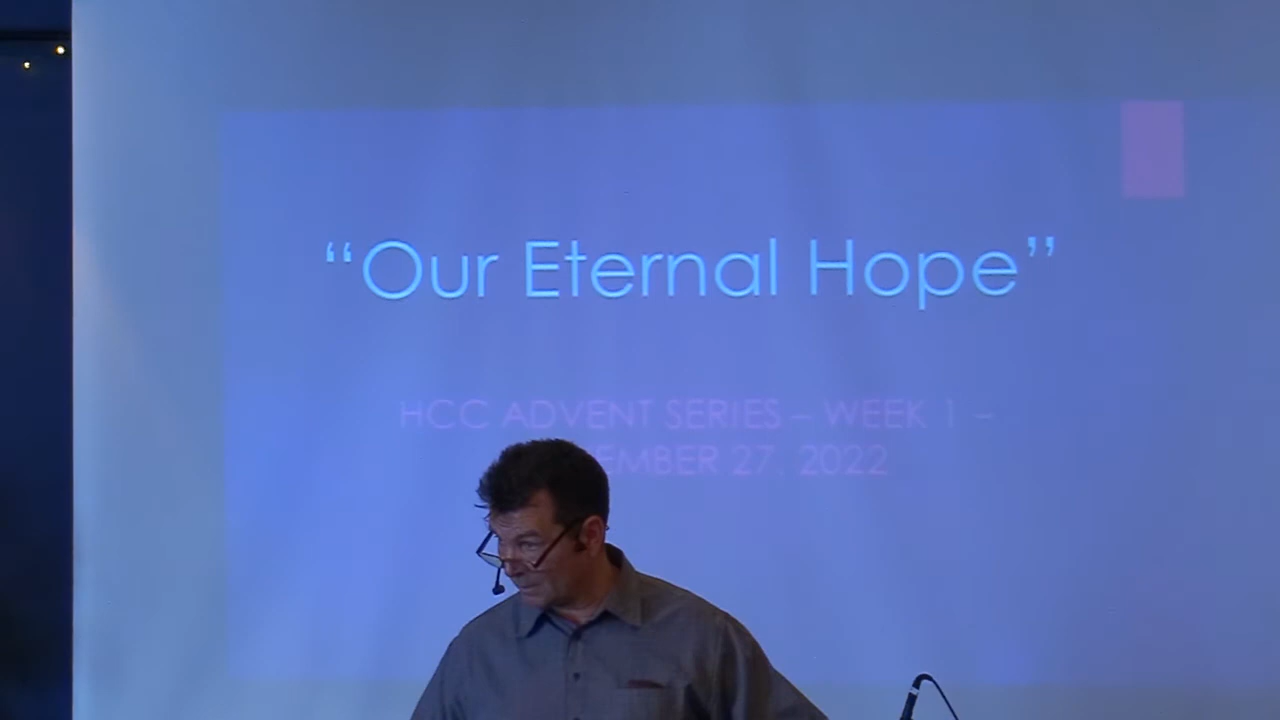 “Our Eternal Hope”
HCC ADVENT SERIES – WEEK 1 –
EMBER 27, 2022